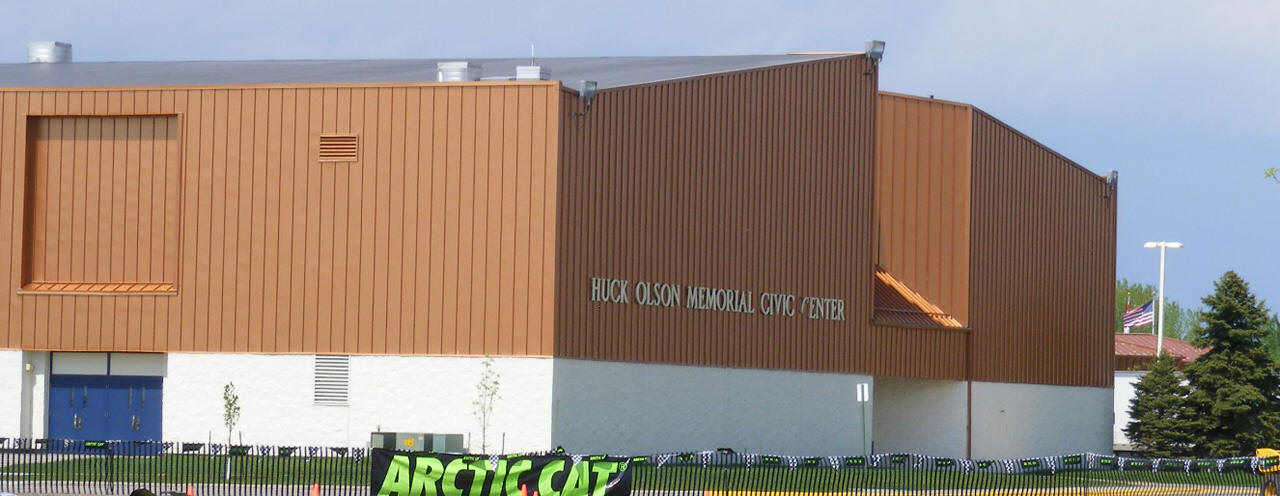 HUCK OLSON MEMORIAL CIVIC CENTER
ARCTIC CAT